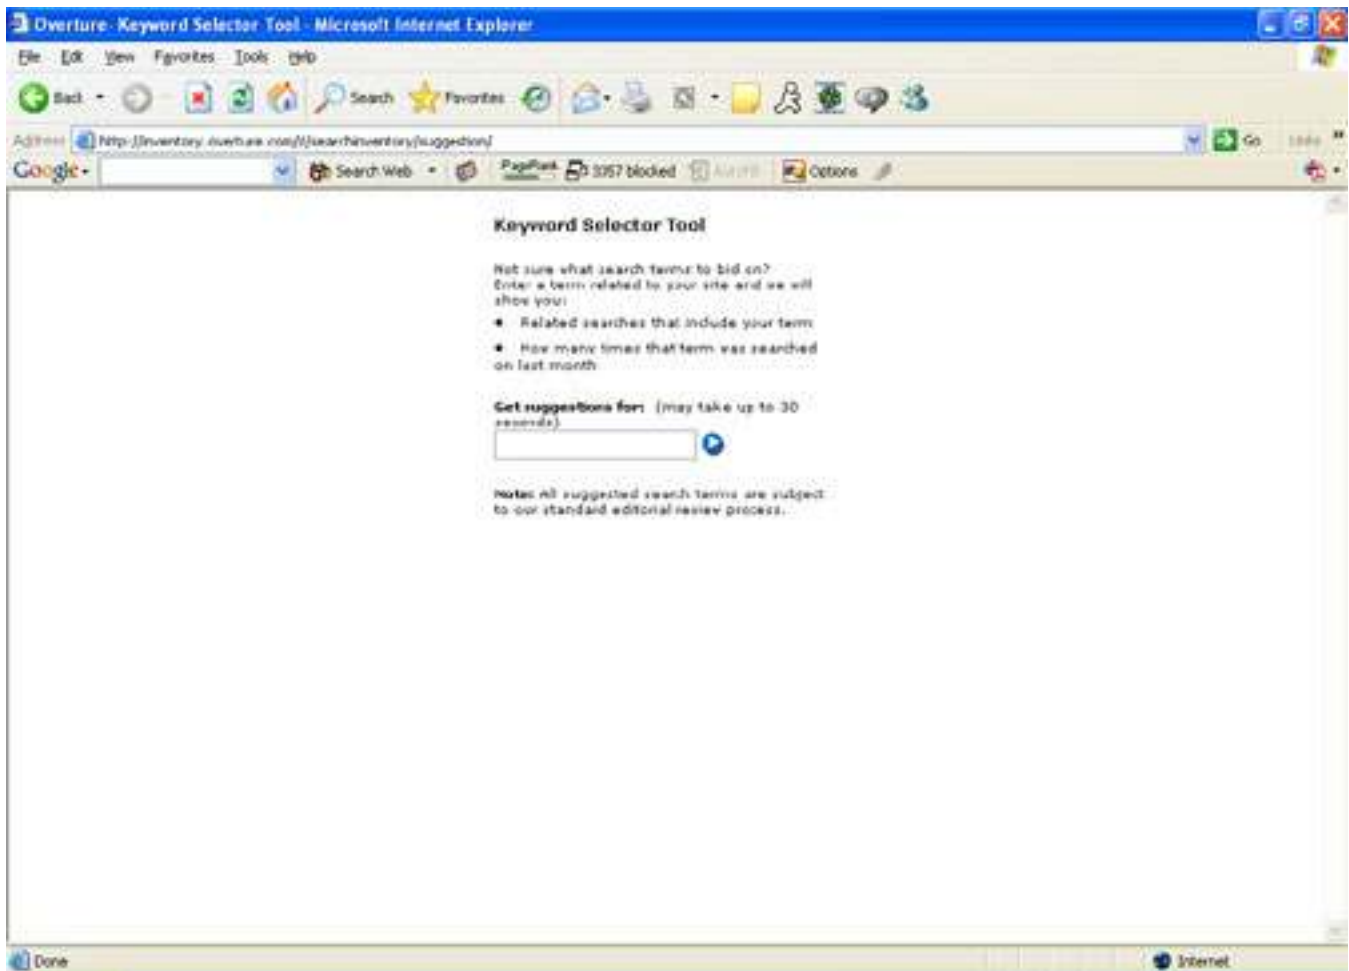 Overture- Keyword Selector Tool - Microsoft Internet Explorer
File Edit View Favorites Tools Help
Back Search Favorites
Address http://inventory.overture.com/d/searchinventory/suggestion/ Go Links »
Google Search Web PageRank 3357 blocked AutoFill Options
Keyword Selector Tool
Not sure what search terms to bid on?
Enter a term related to your site and we will
show you:
• Related searches that include your term
• How many times that term was searched
on last month
Get suggestions for: (may take up to 30
seconds)
Note: All suggested search terms are subject
to our standard editorial review process.
Done Internet